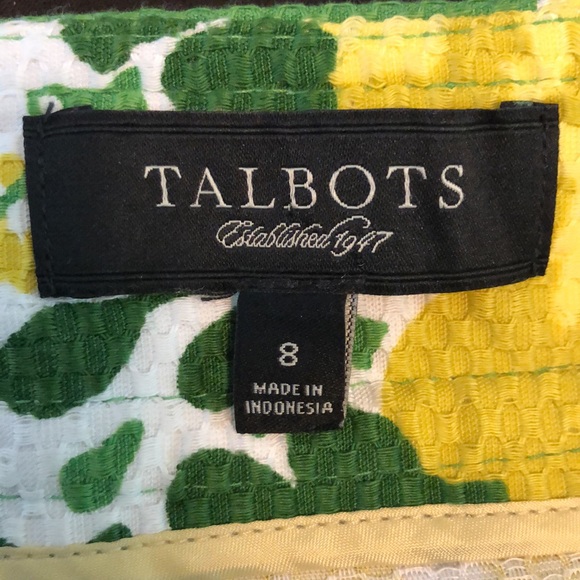 TALBOTS
Established 1947
8
MADE IN
INDONESIA